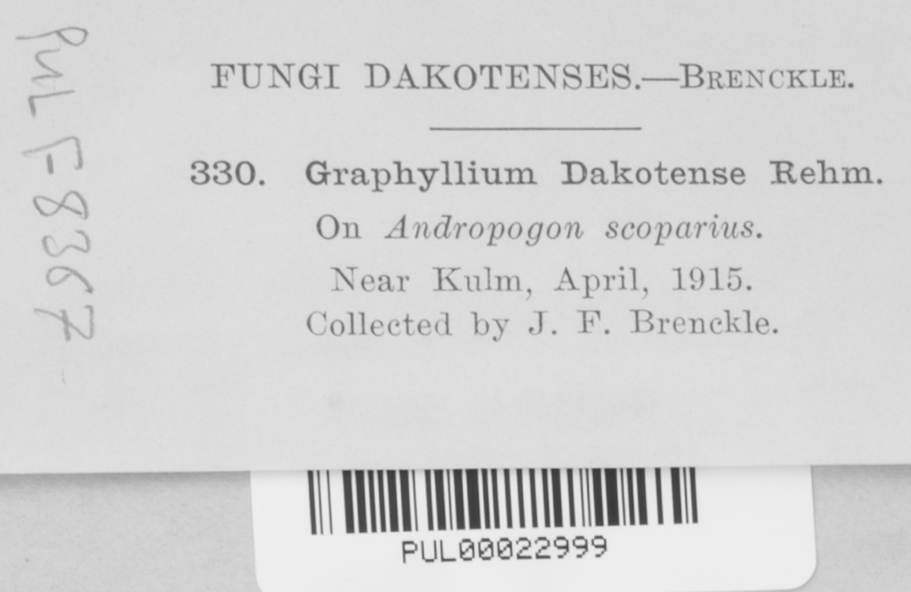 FUNGI DAKOTENSES.—BRENCKLE.
330. Graphyllium Dakotense Rehm.
On Andropogon scoparius.
Near Kulm, April, 1915.
Collected by J. F. Brenckle.
PUL F8367
PUL00022999